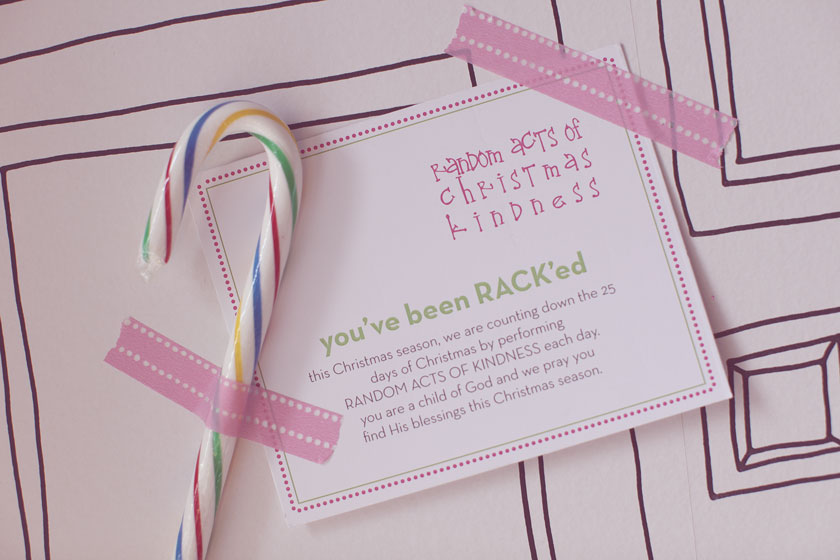 random acts of
christmas
kindness
you've been RACK'ed
this Christmas season, we are counting down the 25
days of Christmas by performing
RANDOM ACTS OF KINDNESS each day.
you are a child of God and we pray you
find His blessings this Christmas season.